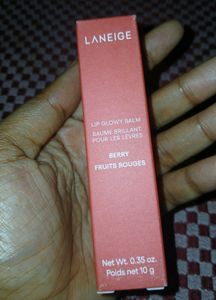 LANEIGE
LIP GLOWY BALM
BAUME BRILLANT
POUR LES LÈVRES
BERRY
FRUITS ROUGES
Net Wt. 0.35 oz.
Poids net 10 g